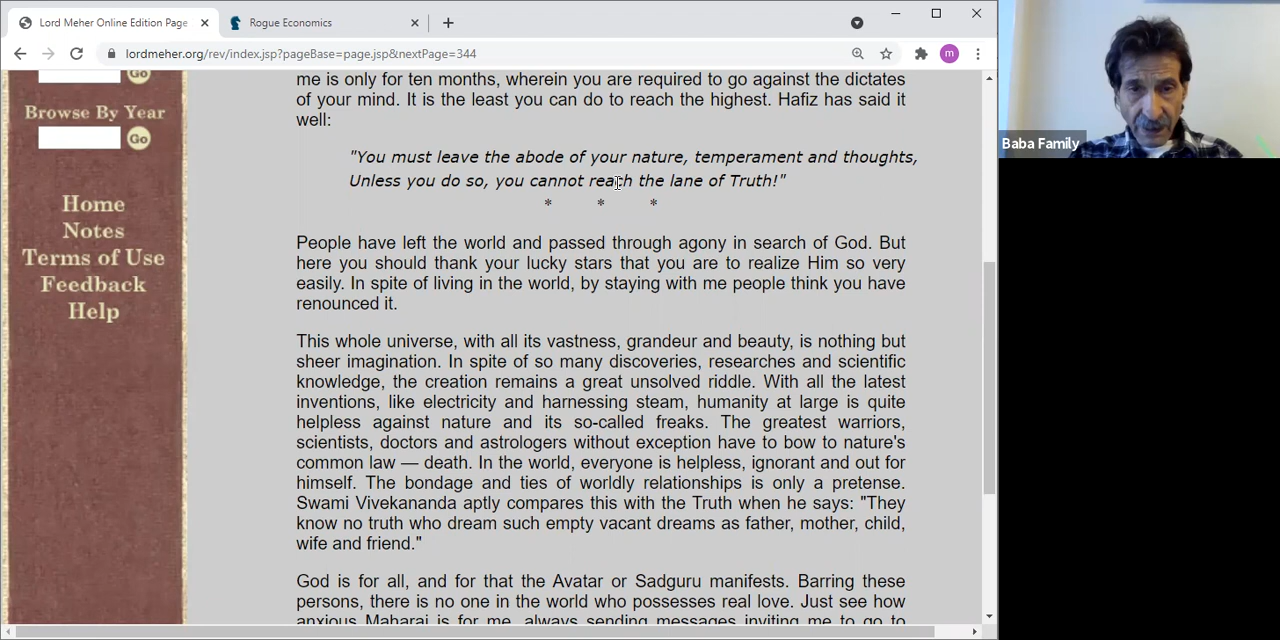 Lord Meher Online Edition Page
Rogue Economics
lordmeher.org/rev/index.jsp?pageBase=page.jsp&nextPage=344
m
Go
Browse By Year
Go
Home
Notes
Terms of Use
Feedback
Help
me is only for ten months, wherein you are required to go against the dictates
of your mind. It is the least you can do to reach the highest. Hafiz has said it
well:
"You must leave the abode of your nature, temperament and thoughts,
Unless you do so, you cannot reach the lane of Truth!"
* * *
People have left the world and passed through agony in search of God. But
here you should thank your lucky stars that you are to realize Him so very
easily. In spite of living in the world, by staying with me people think you have
renounced it.
This whole universe, with all its vastness, grandeur and beauty, is nothing but
sheer imagination. In spite of so many discoveries, researches and scientific
knowledge, the creation remains a great unsolved riddle. With all the latest
inventions, like electricity and harnessing steam, humanity at large is quite
helpless against nature and its so-called freaks. The greatest warriors,
scientists, doctors and astrologers without exception have to bow to nature's
common law — death. In the world, everyone is helpless, ignorant and out for
himself. The bondage and ties of worldly relationships is only a pretense.
Swami Vivekananda aptly compares this with the Truth when he says: "They
know no truth who dream such empty vacant dreams as father, mother, child,
wife and friend."
God is for all, and for that the Avatar or Sadguru manifests. Barring these
persons, there is no one in the world who possesses real love. Just see how
anxious Maharaj is for me, always sending messages inviting me to go to
Baba Family